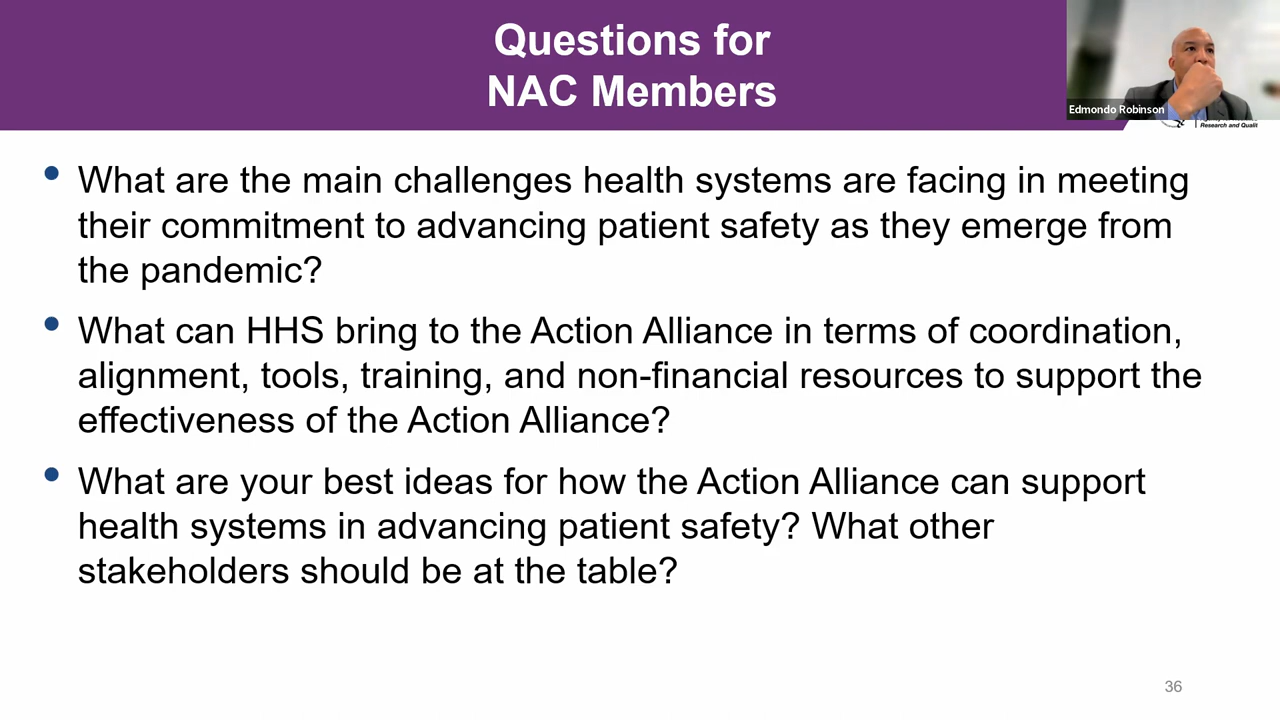 Questions for
NAC Members
Edmondo Robinson
Research and Qualit
• What are the main challenges health systems are facing in meeting
their commitment to advancing patient safety as they emerge from
the pandemic?
• What can HHS bring to the Action Alliance in terms of coordination,
alignment, tools, training, and non-financial resources to support the
effectiveness of the Action Alliance?
• What are your best ideas for how the Action Alliance can support
health systems in advancing patient safety? What other
stakeholders should be at the table?
36